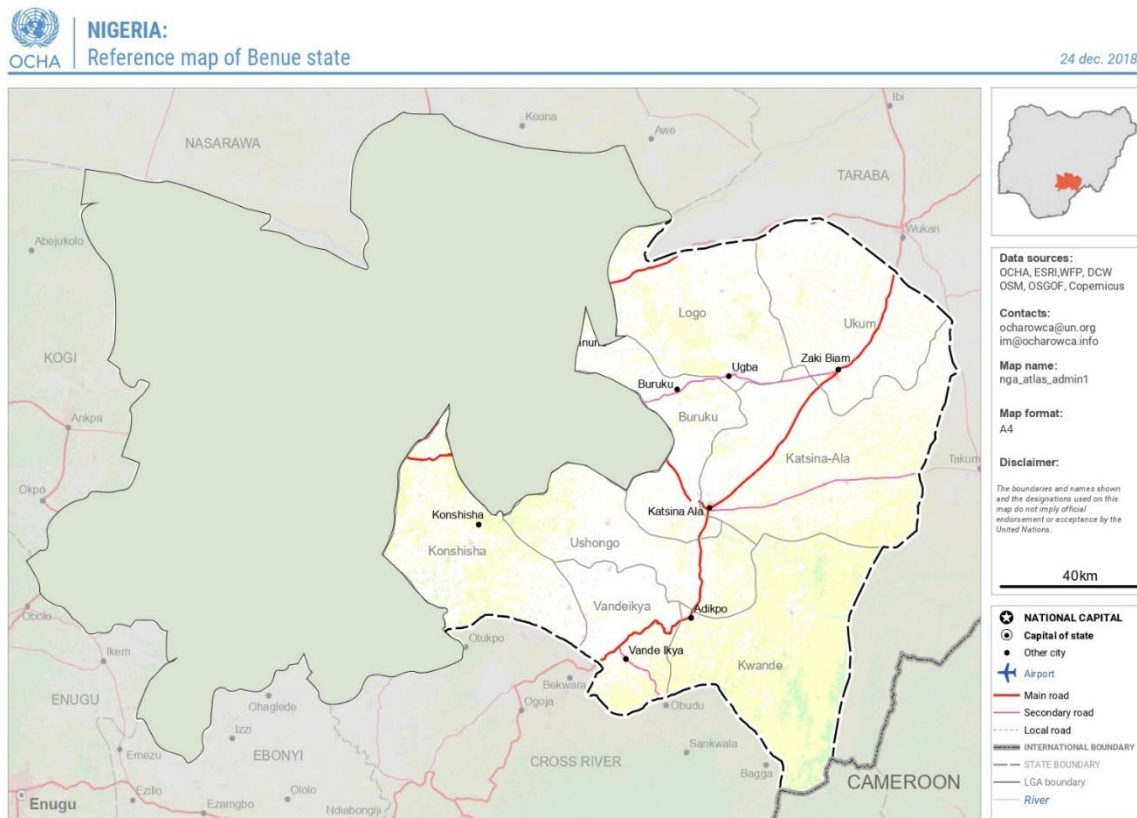 OCHA
NIGERIA:
Reference map of Benue state
24 dec. 2018
Ibi
Keana
Awe
NASARAWA
TARABA
Wukari
Abejukolo
Logo
Ukum
KOGI
Zaki Biam
Ugba
Buruku
Buruku
Ankpa
Katsina-Ala
Takum
Okpo
Katsina Ala
Konshisha
Konshisha
Ushongo
Vandeikya
Adikpo
Obolo
Otukpo
Vande Ikya
Kwande
Ikem
Bekwara
ENUGU
Ohaglede
Ogoja
Obudu
Izzi
Emezu
EBONYI
Sankwala
CROSS RIVER
Bagga
CAMEROON
Enugu
Ezillo
Ololo
Ezamgbo
Ndiabongiji
Data sources:
OCHA, ESRI,WFP, DCW
OSM, OSGOF, Copernicus
Contacts:
ocharowca@un.org
im@ocharowca.info
Map name:
nga_atlas_admin1
Map format:
A4
Disclaimer:
The boundaries and names shown
and the designations used on this
map do not imply official
endorsement or acceptance by the
United Nations.
40km
NATIONAL CAPITAL
Capital of state
Other city
Airport
Main road
Secondary road
Local road
INTERNATIONAL BOUNDARY
STATE BOUNDARY
LGA boundary
River